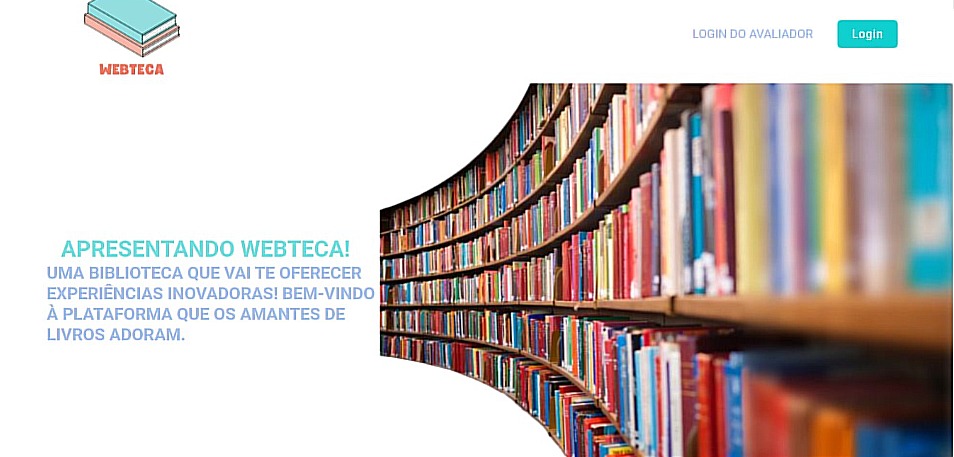 WEBTECA
LOGIN DO AVALIADOR
Login
APRESENTANDO WEBTECA!
UMA BIBLIOTECA QUE VAI TE OFERECER
EXPERIÊNCIAS INOVADORAS! BEM-VINDO
À PLATAFORMA QUE OS AMANTES DE
LIVROS ADORAM.